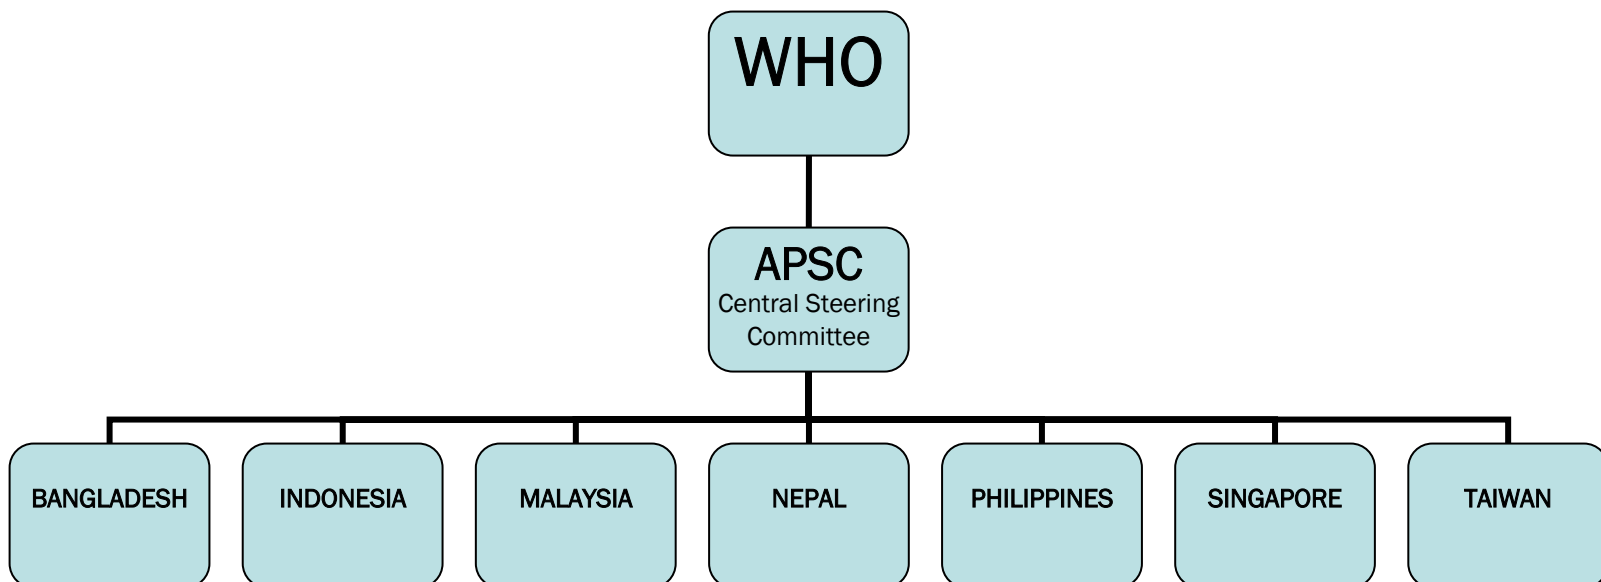 WHO
APSC
Central Steering
Committee
BANGLADESH
INDONESIA
MALAYSIA
NEPAL
PHILIPPINES
SINGAPORE
TAIWAN